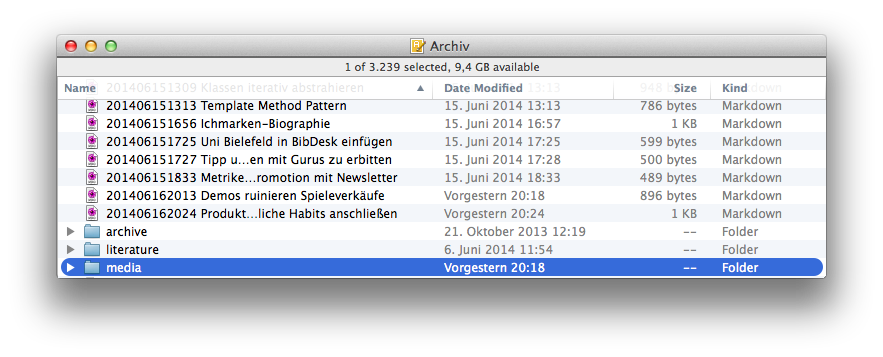 Archiv
1 of 3.239 selected, 9,4 GB available
Name Date Modified Size Kind
201406151309 Klassen iterativ abstrahieren 15. Juni 2014 13:13 948 bytes Markdown
201406151313 Template Method Pattern 15. Juni 2014 13:13 786 bytes Markdown
201406151656 Ichmarken-Biographie 15. Juni 2014 16:57 1 KB Markdown
201406151725 Uni Bielefeld in BibDesk einfügen 15. Juni 2014 17:25 599 bytes Markdown
201406151727 Tipp u...en mit Gurus zu erbitten 15. Juni 2014 17:28 500 bytes Markdown
201406151833 Metrike...romotion mit Newsletter 15. Juni 2014 18:33 489 bytes Markdown
201406162013 Demos ruinieren Spieleverkäufe Vorgestern 20:18 896 bytes Markdown
201406162024 Produkt...liche Habits anschließen Vorgestern 20:24 1 KB Markdown
archive 21. Oktober 2013 12:19 -- Folder
literature 6. Juni 2014 11:54 -- Folder
media Vorgestern 20:18 -- Folder